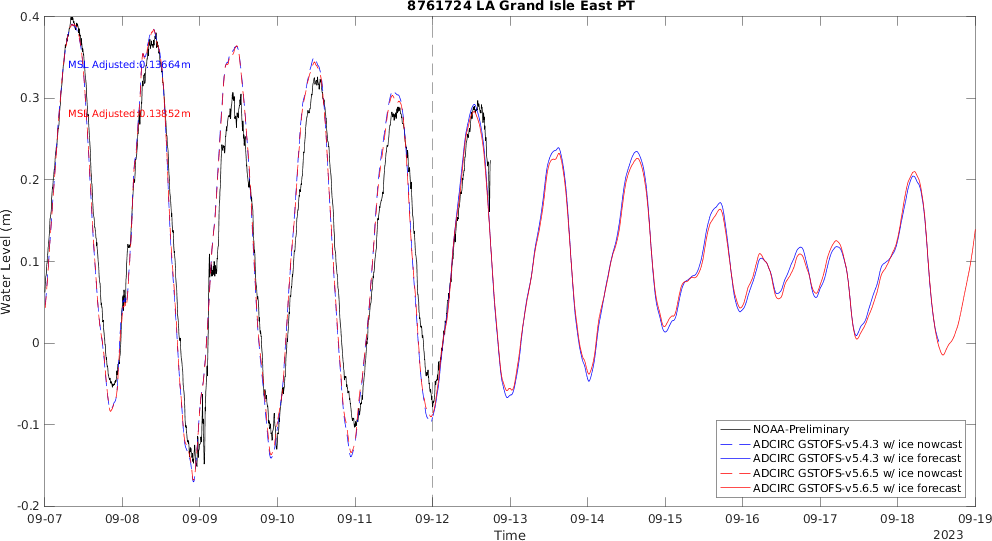 8761724 LA Grand Isle East PT
0.4
0.3
0.2
0.1
0
-0.1
-0.2
Water Level (m)
MSL Adjusted:0.13664m
MSL Adjusted:0.13852m
NOAA-Preliminary
ADCIRC GSTOFS-v5.4.3 w/ ice nowcast
ADCIRC GSTOFS-v5.4.3 w/ ice forecast
ADCIRC GSTOFS-v5.6.5 w/ ice nowcast
ADCIRC GSTOFS-v5.6.5 w/ ice forecast
09-07 09-08 09-09 09-10 09-11 09-12 09-13 09-14 09-15 09-16 09-17 09-18 09-19
Time
2023